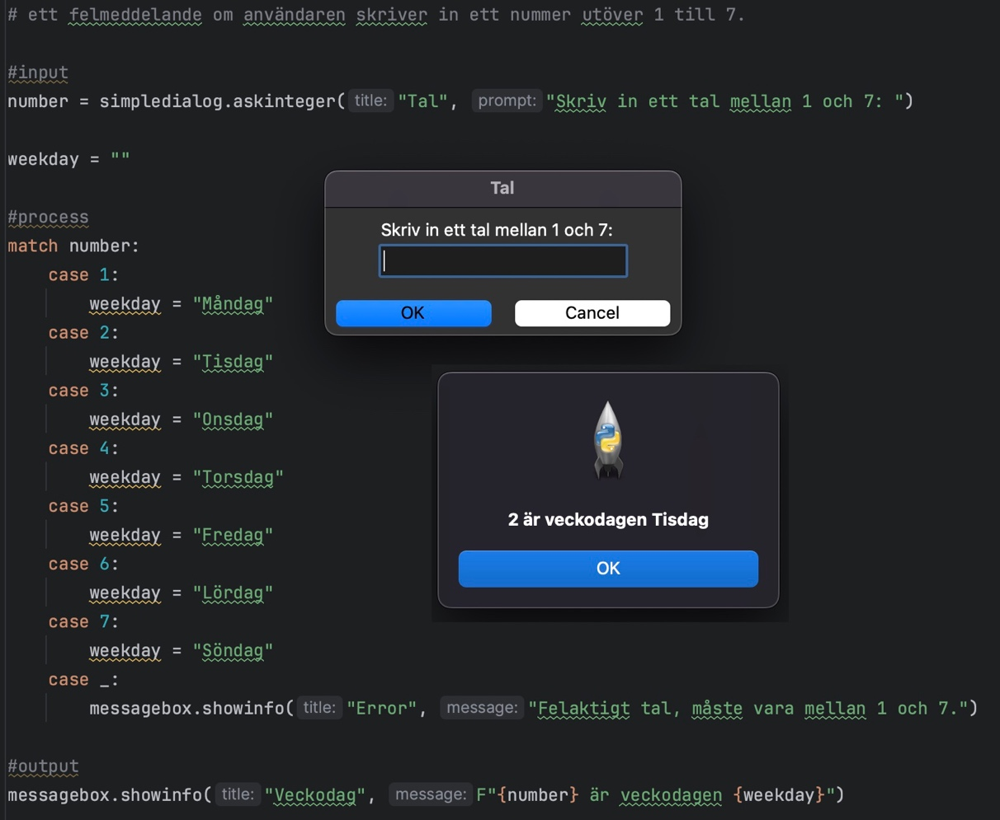 # ett felmeddelande om användaren skriver in ett nummer utöver 1 till 7.
#input
number = simpledialog.askinteger( title: "Tal", prompt: "Skriv in ett tal mellan 1 och 7: ")
weekday = ""
#process
match number:
case 1:
weekday = "Måndag"
case 2:
weekday = "Tisdag"
case 3:
weekday = "Onsdag"
case 4:
weekday = "Torsdag"
case 5:
weekday = "Fredag"
case 6:
weekday = "Lördag"
case 7:
weekday = "Söndag"
case _:
messagebox.showinfo( title: "Error", message: "Felaktigt tal, måste vara mellan 1 och 7.")
#output
messagebox.showinfo( title: "Veckodag", message: F"{number} är veckodagen {weekday}")
Tal
Skriv in ett tal mellan 1 och 7:
OK Cancel
2 är veckodagen Tisdag
OK